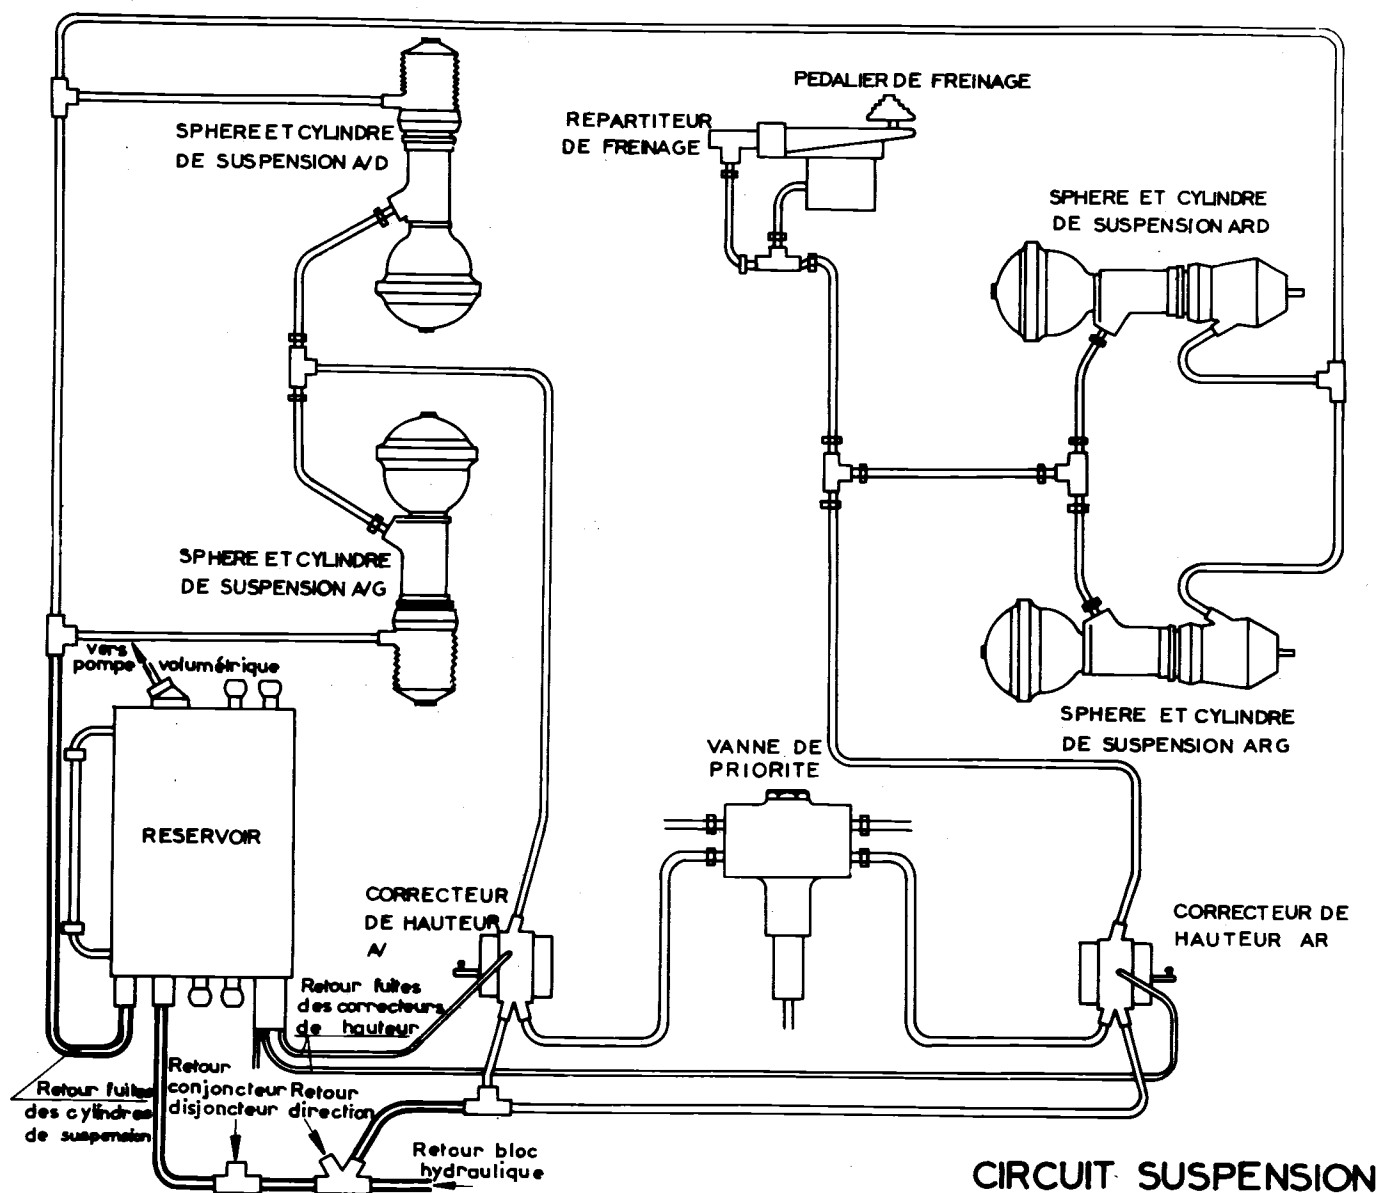 PEDALIER DE FREINAGE
REPARTITEUR
DE FREINAGE
SPHERE ET CYLINDRE
DE SUSPENSION A/D
SPHERE ET CYLINDRE
DE SUSPENSION ARD
SPHERE ET CYLINDRE
DE SUSPENSION A/G
vers
pompe volumétrique
SPHERE ET CYLINDRE
DE SUSPENSION ARG
VANNE DE
PRIORITE
RESERVOIR
CORRECTEUR
DE HAUTEUR
A/
CORRECTEUR DE
HAUTEUR AR
Retour fuites
des correcteurs
de hauteur
Retour
conjoncteur
disjoncteur
Retour
direction
Retour fuites
des cylindres
de suspension
Retour bloc
hydraulique
CIRCUIT SUSPENSION